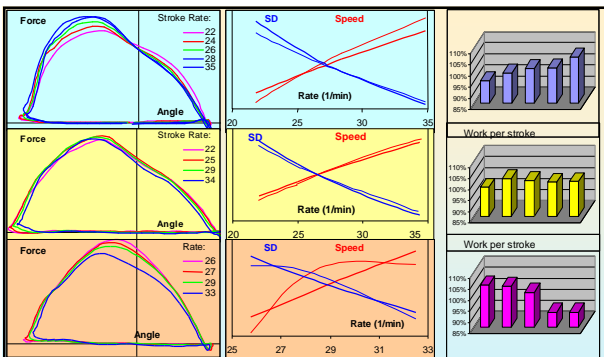 Force
Stroke Rate:
22
24
26
28
35
Angle
SD
Speed
Rate (1/min)
20
25
30
35
110%
105%
100%
95%
90%
85%
Force
Stroke Rate:
22
25
29
34
Angle
SD
Speed
Rate (1/min)
20
25
30
35
Work per stroke
110%
105%
100%
95%
90%
85%
Force
Rate:
26
27
29
33
Angle
SD
Speed
Rate (1/min)
25
27
29
31
33
Work per stroke
110%
105%
100%
95%
90%
85%